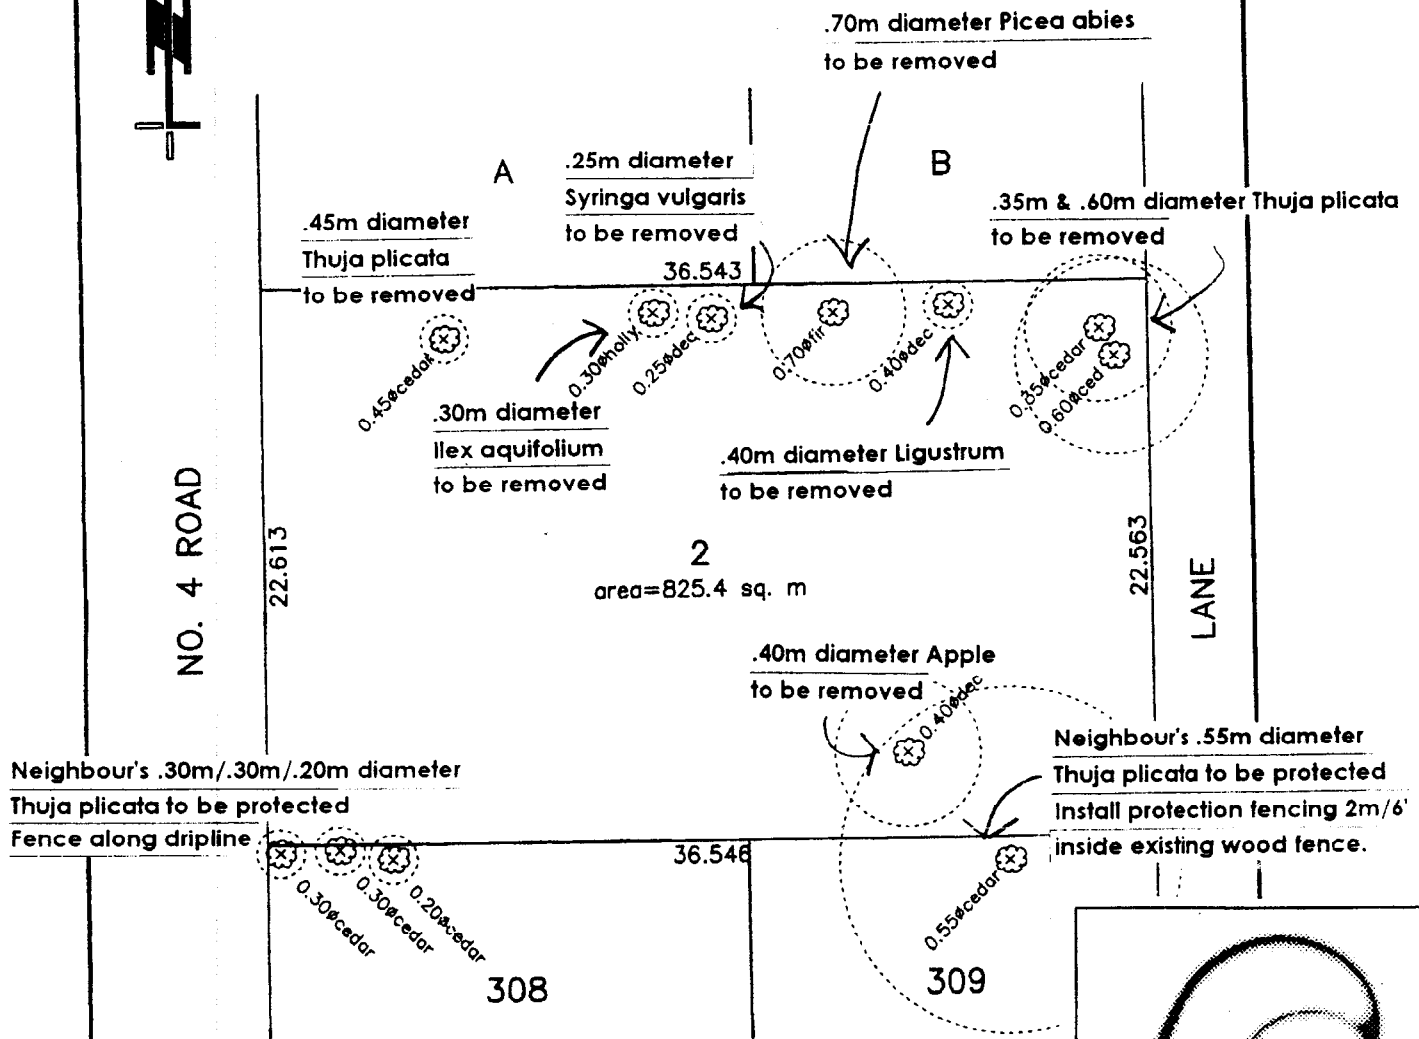 .70m diameter Picea abies
to be removed
A
B
.25m diameter
Syringa vulgaris
to be removed
.35m & .60m diameter Thuja plicata
to be removed
.45m diameter
Thuja plicata
to be removed
36.543
0.45øcedar
0.30øholly
0.25ødec
0.70øfir
0.40ødec
0.35øcedar
0.60øced
.30m diameter
Ilex aquifolium
to be removed
.40m diameter Ligustrum
to be removed
NO. 4 ROAD
22.613
2
area=825.4 sq. m
22.563
LANE
.40m diameter Apple
to be removed
0.40ødec
Neighbour's .30m/.30m/.20m diameter
Thuja plicata to be protected
Fence along dripline
Neighbour's .55m diameter
Thuja plicata to be protected
Install protection fencing 2m/6'
inside existing wood fence.
36.546
0.30øcedar
0.30øcedar
0.20øcedar
0.55øcedar
308
309